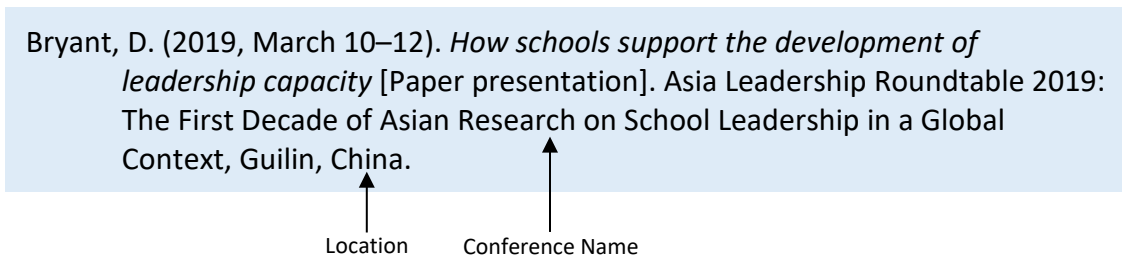 Bryant, D. (2019, March 10–12). How schools support the development of
leadership capacity [Paper presentation]. Asia Leadership Roundtable 2019:
The First Decade of Asian Research on School Leadership in a Global
Context, Guilin, China.
Location Conference Name